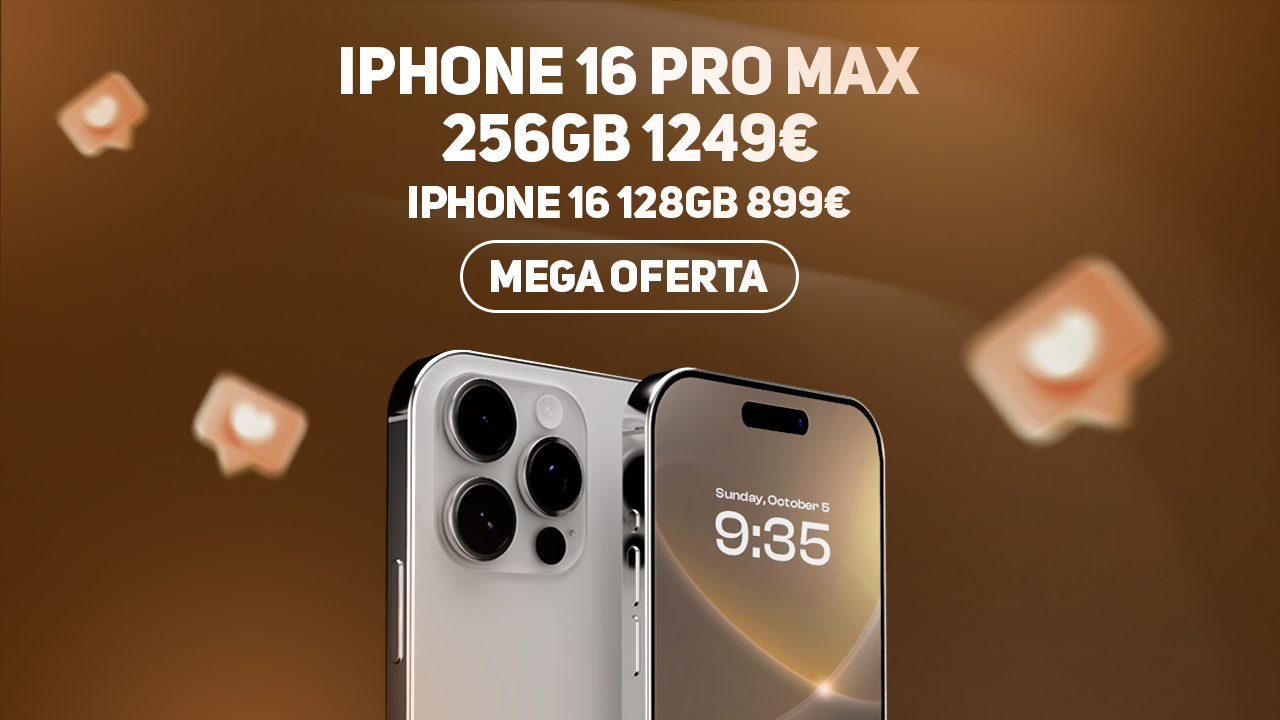 IPHONE 16 PRO MAX
256GB 1249€
IPHONE 16 128GB 899€
MEGA OFERTA
Sunday, October 5
9:35